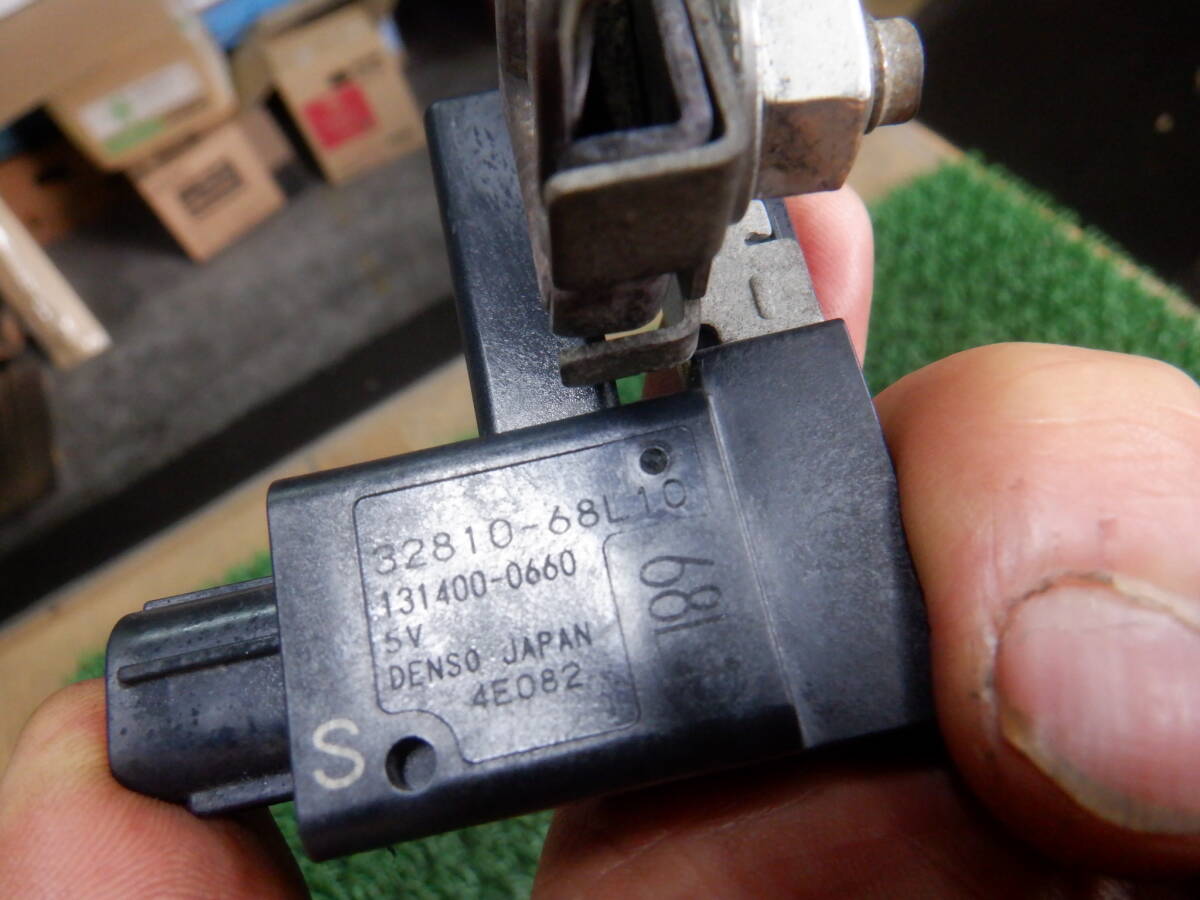 32810-68L10
131400-0660
5V
DENSO JAPAN
4E082
189
S